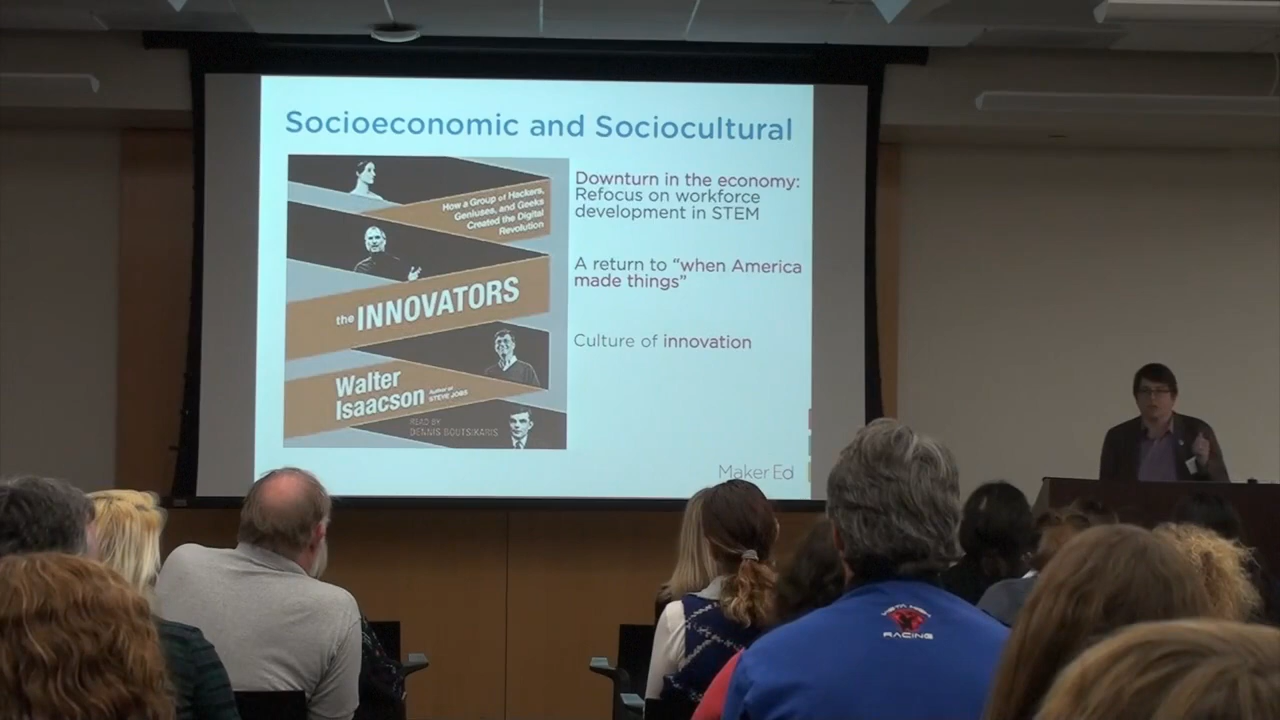 Socioeconomic and Sociocultural
How a Group of Hackers,
Geniuses, and Geeks
Created the Digital
Revolution
the INNOVATORS
Walter
Isaacson
Author of
STEVE JOBS
READ BY
DENNIS BOUTSIKARIS
Downturn in the economy:
Refocus on workforce
development in STEM
A return to “when America
made things”
Culture of innovation
Maker Ed
RACING